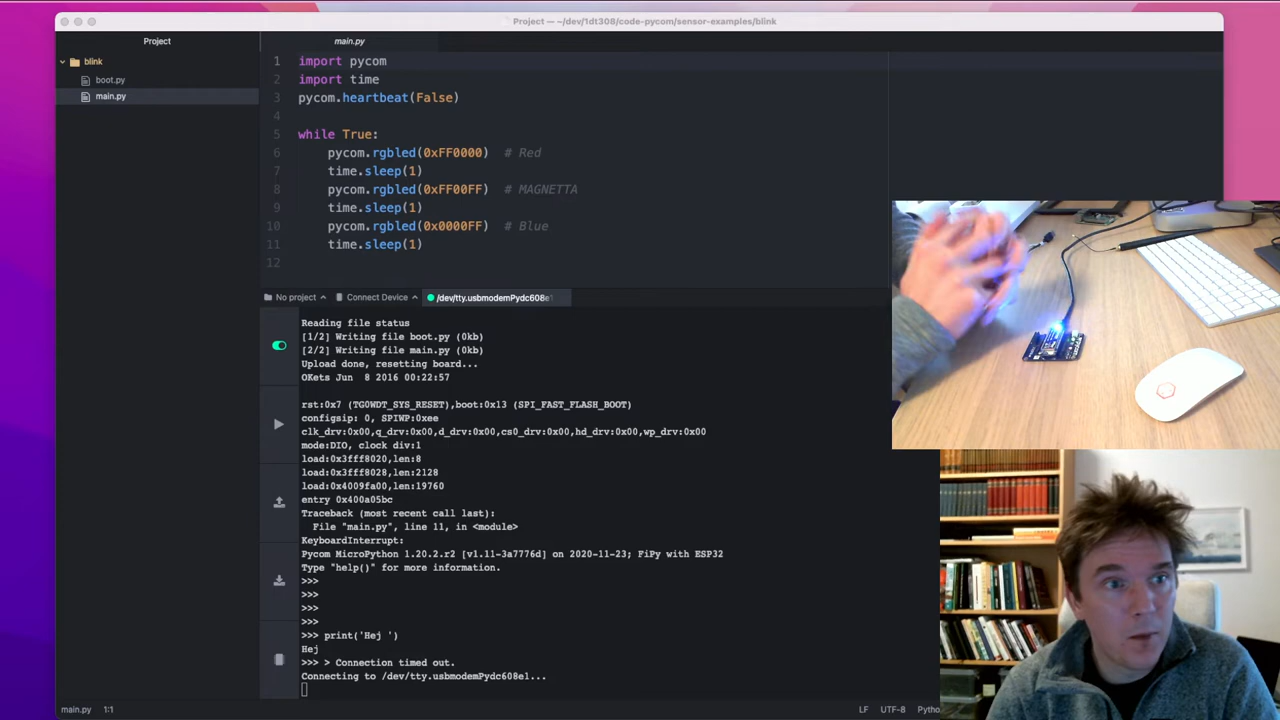 Project — ~/dev/1dt308/code-pycom/sensor-examples/blink
Project
main.py
blink
boot.py
main.py
1 import pycom
2 import time
3 pycom.heartbeat(False)
4
5 while True:
6 pycom.rgbled(0xFF0000)  # Red
7 time.sleep(1)
8 pycom.rgbled(0xFF00FF)  # MAGNETTA
9 time.sleep(1)
10 pycom.rgbled(0x0000FF)  # Blue
11 time.sleep(1)
12
No project Connect Device /dev/tty.usbmodemPydc608e1
Reading file status
[1/2] Writing file boot.py (0kb)
[2/2] Writing file main.py (0kb)
Upload done, resetting board...
OKets Jun  8 2016 00:22:57
rst:0x7 (TG0WDT_SYS_RESET),boot:0x13 (SPI_FAST_FLASH_BOOT)
configsip: 0, SPIWP:0xee
clk_drv:0x00,q_drv:0x00,d_drv:0x00,cs0_drv:0x00,hd_drv:0x00,wp_drv:0x00
mode:DIO, clock div:1
load:0x3fff8020,len:8
load:0x3fff8028,len:2128
load:0x4009fa00,len:19760
entry 0x400a05bc
Traceback (most recent call last):
File "main.py", line 11, in <module>
KeyboardInterrupt:
Pycom MicroPython 1.20.2.r2 [v1.11-3a7776d] on 2020-11-23; FiPy with ESP32
Type "help()" for more information.
>>>
>>>
>>>
>>>
>>> print('Hej ')
Hej
>>> > Connection timed out.
Connecting to /dev/tty.usbmodemPydc608e1...
main.py 1:1 LF UTF-8 Pytho